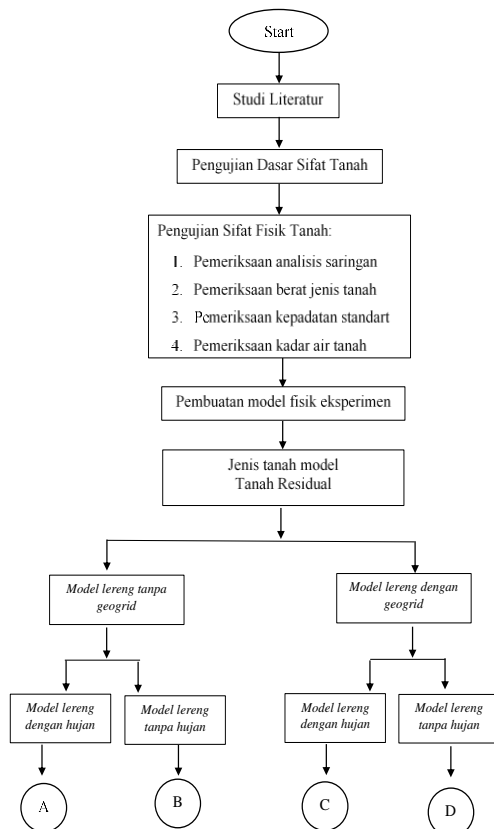 Start
Studi Literatur
Pengujian Dasar Sifat Tanah
Pengujian Sifat Fisik Tanah:
1. Pemeriksaan analisis saringan
2. Pemeriksaan berat jenis tanah
3. Pemeriksaan kepadatan standart
4. Pemeriksaan kadar air tanah
Pembuatan model fisik eksperimen
Jenis tanah model
Tanah Residual
Model lereng tanpa
geogrid
Model lereng dengan
geogrid
Model lereng
dengan hujan
Model lereng
tanpa hujan
Model lereng
dengan hujan
Model lereng
tanpa hujan
A
B
C
D